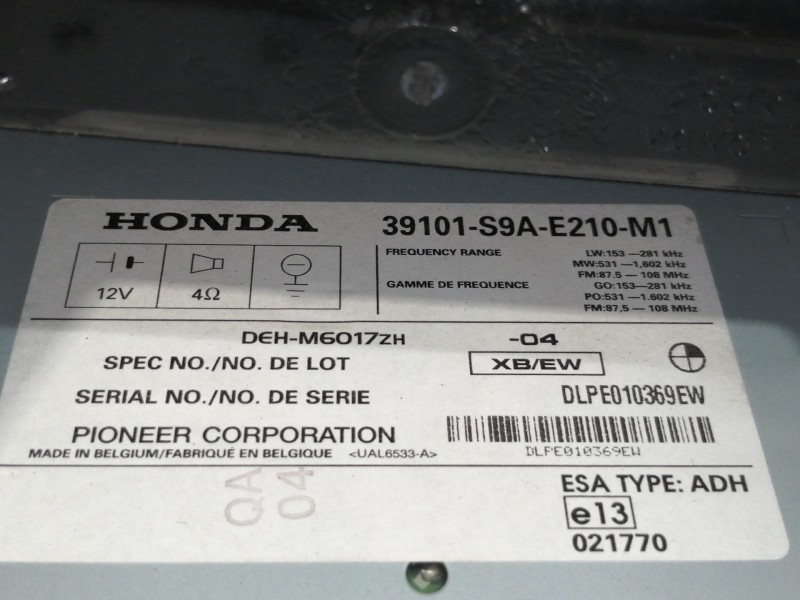 HONDA 39101-S9A-E210-M1
FREQUENCY RANGE LW:153 —281 kHz
MW:531 —1,602 kHz
FM:87.5 — 108 MHz
GAMME DE FREQUENCE GO:153—281 kHz
PO:531 —1.602 kHz
FM:87,5 — 108 MHz
12V 4Ω
DEH-M6017ZH -04
SPEC NO./NO. DE LOT XB/EW
SERIAL NO./NO. DE SERIE DLPE010369EW
PIONEER CORPORATION
MADE IN BELGIUM/FABRIQUÉ EN BELGIQUE <UAL6533-A> DLPE010369EW
QA
04
ESA TYPE: ADH
e13
021770